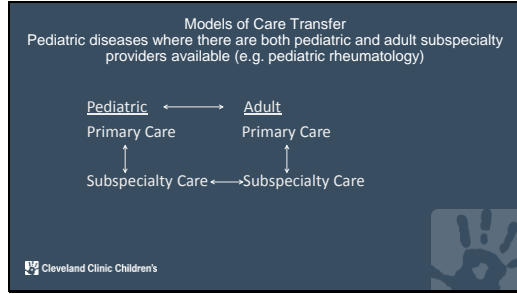 Models of Care Transfer
Pediatric diseases where there are both pediatric and adult subspecialty
providers available (e.g. pediatric rheumatology)
Pediatric Adult
Primary Care Primary Care
Subspecialty Care Subspecialty Care
Cleveland Clinic Children's